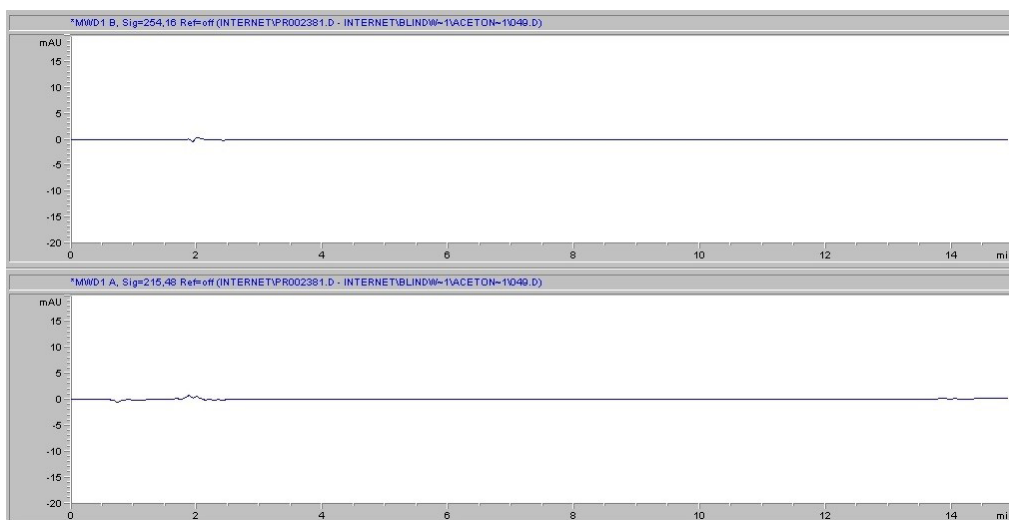 *MWD1 B, Sig=254,16 Ref=off (INTERNET\PR002381.D - INTERNET\BLINDW~1\ACETON~1\049.D)
mAU
15
10
5
0
-5
-10
-15
-20
0 2 4 6 8 10 12 14 mi
*MWD1 A, Sig=215,48 Ref=off (INTERNET\PR002381.D - INTERNET\BLINDW~1\ACETON~1\049.D)
mAU
15
10
5
0
-5
-10
-15
-20
0 2 4 6 8 10 12 14 mi